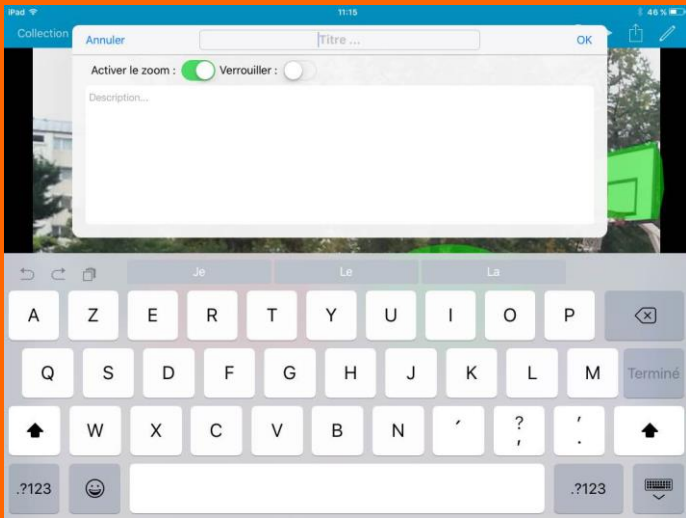 iPad 11:15 46 %
Collection Annuler Titre ... OK
Activer le zoom : Verrouiller :
Description...
Je Le La
A Z E R T Y U I O P
Q S D F G H J K L M Terminé
W X C V B N ´ ? , ' .
.?123 .?123